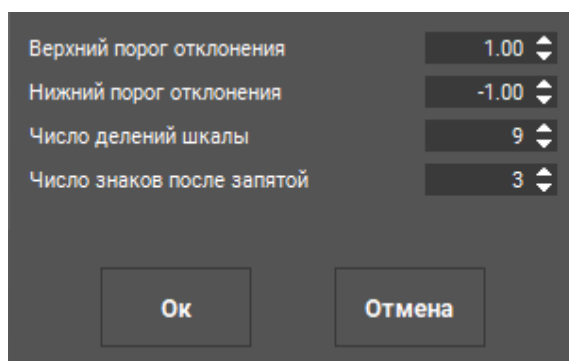 Верхний порог отклонения 1.00
Нижний порог отклонения -1.00
Число делений шкалы 9
Число знаков после запятой 3
Ок Отмена